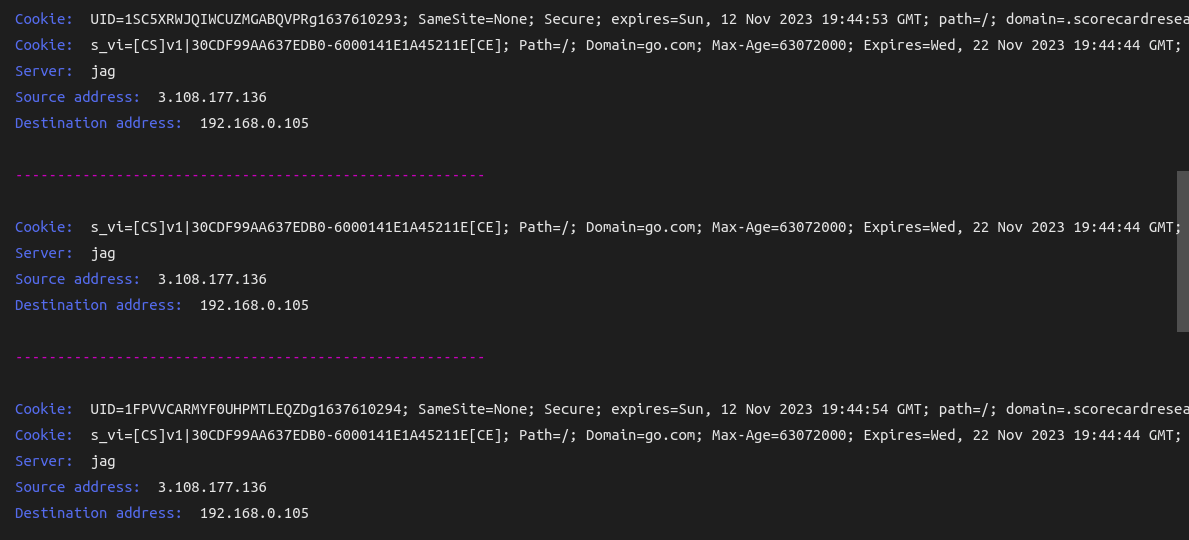 Cookie: UID=1SC5XRWJQIWCUZMGABQVPRg1637610293; SameSite=None; Secure; expires=Sun, 12 Nov 2023 19:44:53 GMT; path=/; domain=.scorecardresea
Cookie: s_vi=[CS]v1|30CDF99AA637EDB0-6000141E1A45211E[CE]; Path=/; Domain=go.com; Max-Age=63072000; Expires=Wed, 22 Nov 2023 19:44:44 GMT;
Server: jag
Source address: 3.108.177.136
Destination address: 192.168.0.105
--------------------------------------------------------
Cookie: s_vi=[CS]v1|30CDF99AA637EDB0-6000141E1A45211E[CE]; Path=/; Domain=go.com; Max-Age=63072000; Expires=Wed, 22 Nov 2023 19:44:44 GMT;
Server: jag
Source address: 3.108.177.136
Destination address: 192.168.0.105
--------------------------------------------------------
Cookie: UID=1FPVVCARMYF0UHPMTLEQZDg1637610294; SameSite=None; Secure; expires=Sun, 12 Nov 2023 19:44:54 GMT; path=/; domain=.scorecardresea
Cookie: s_vi=[CS]v1|30CDF99AA637EDB0-6000141E1A45211E[CE]; Path=/; Domain=go.com; Max-Age=63072000; Expires=Wed, 22 Nov 2023 19:44:44 GMT;
Server: jag
Source address: 3.108.177.136
Destination address: 192.168.0.105